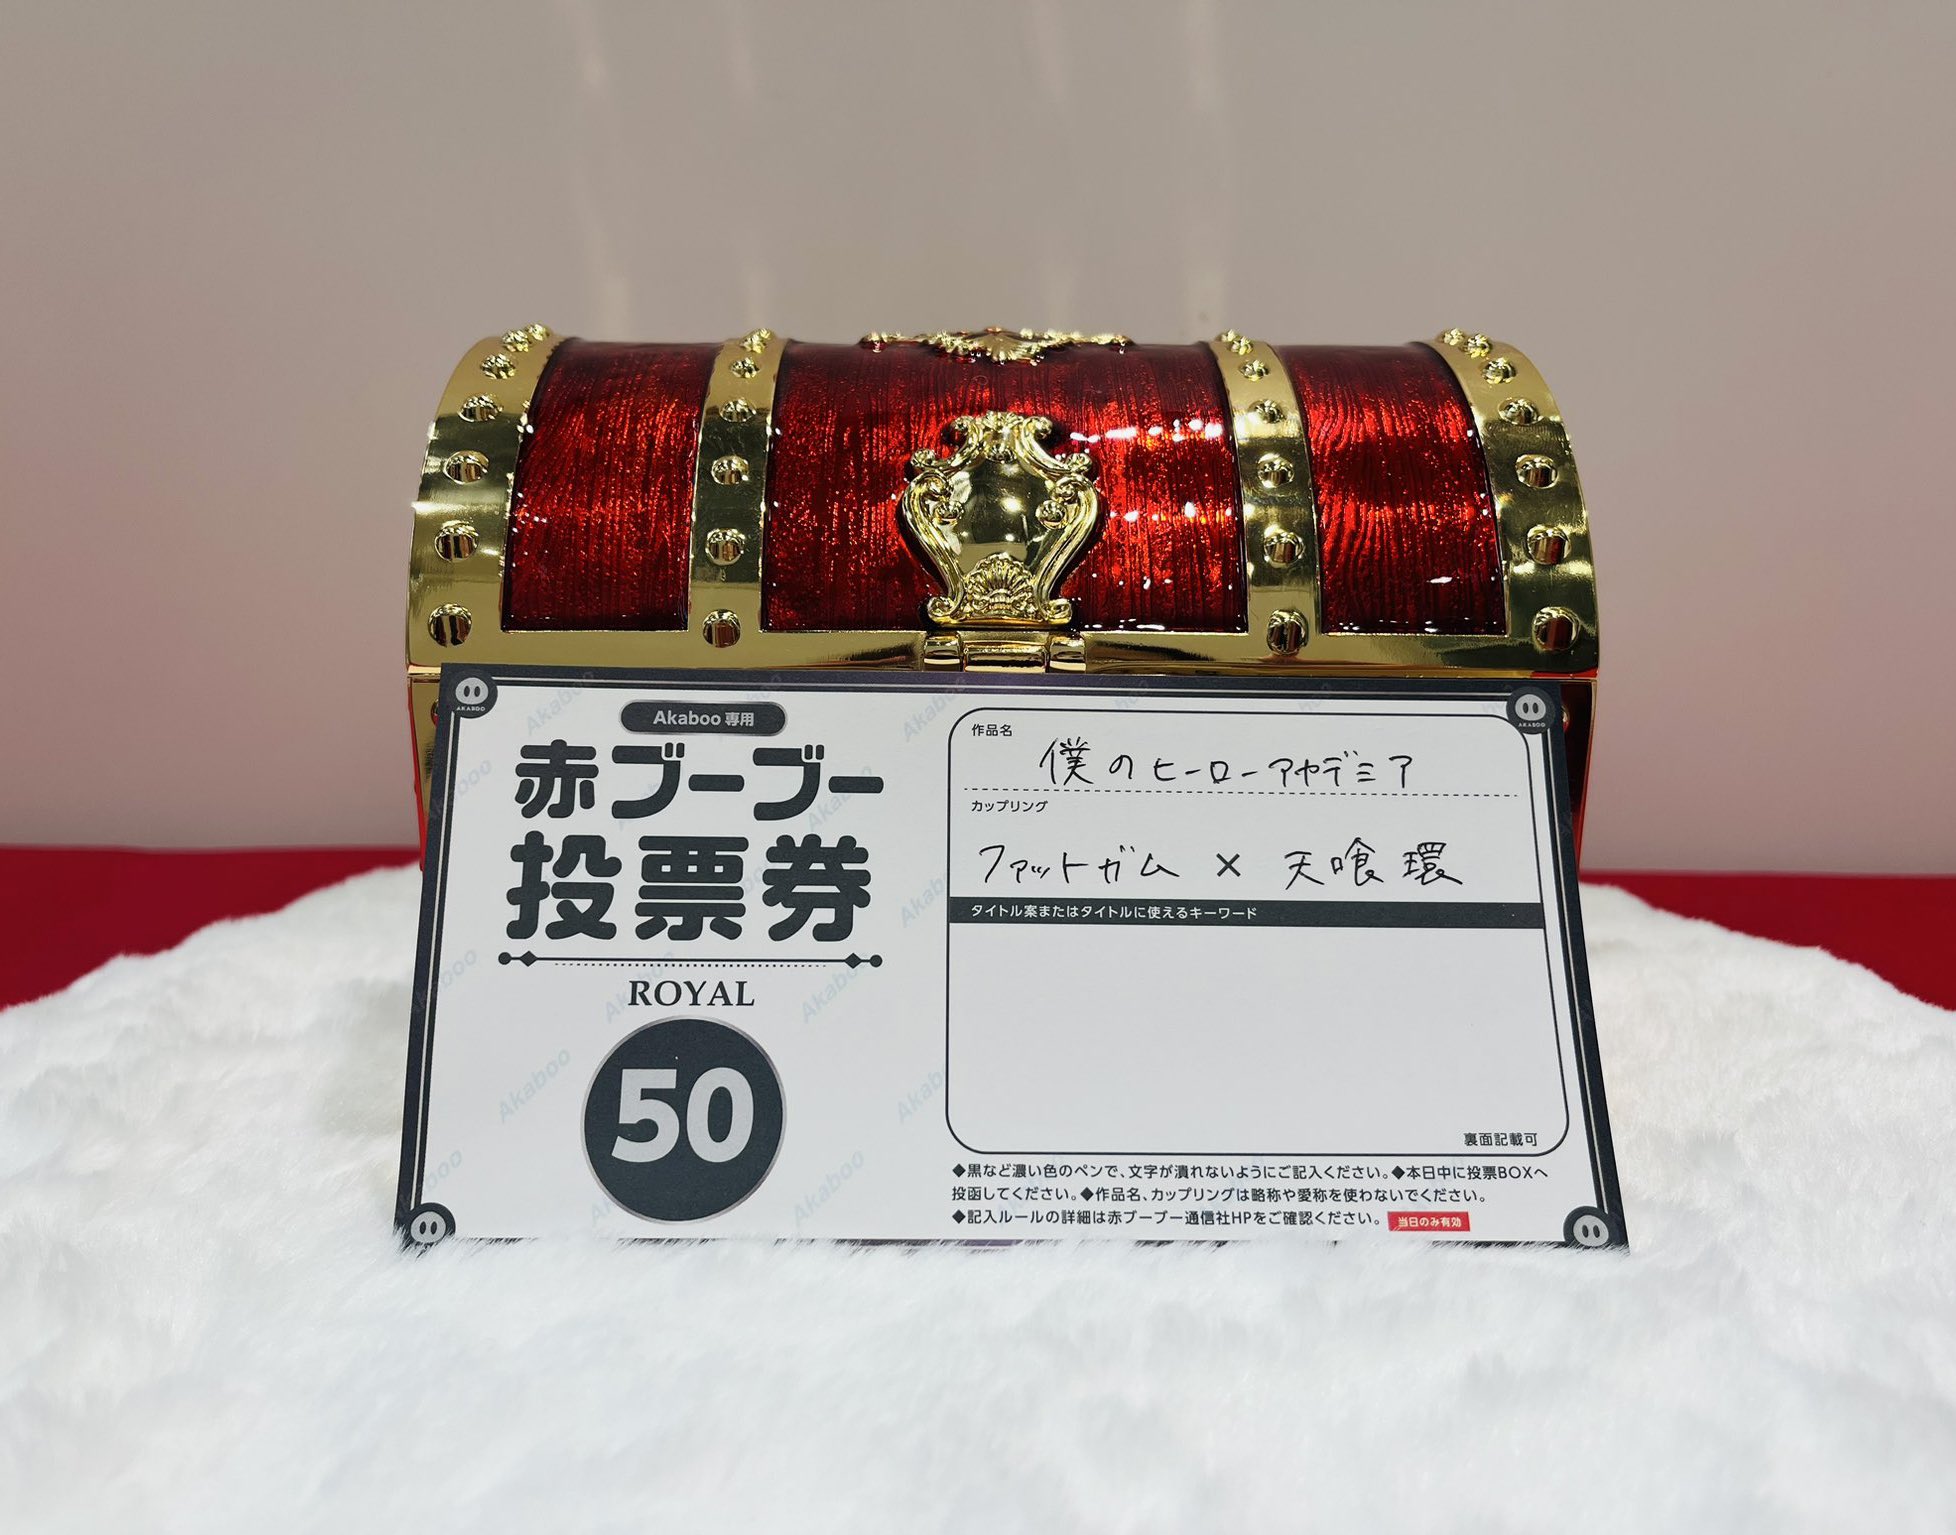 Akaboo 専用
赤ブーブー
投票券
ROYAL
50
作品名
僕のヒーローアカデミア
カップリング
ファットガム × 天喰環
タイトル案またはタイトルに使えるキーワード
裏面記載可
◆黒など濃い色のペンで、文字が潰れないようにご記入ください。◆本日中に投票BOXへ
投函してください。◆作品名、カップリングは略称や愛称を使わないでください。
◆記入ルールの詳細は赤ブーブー通信社HPをご確認ください。 当日のみ有効
AKABOO
AKABOO